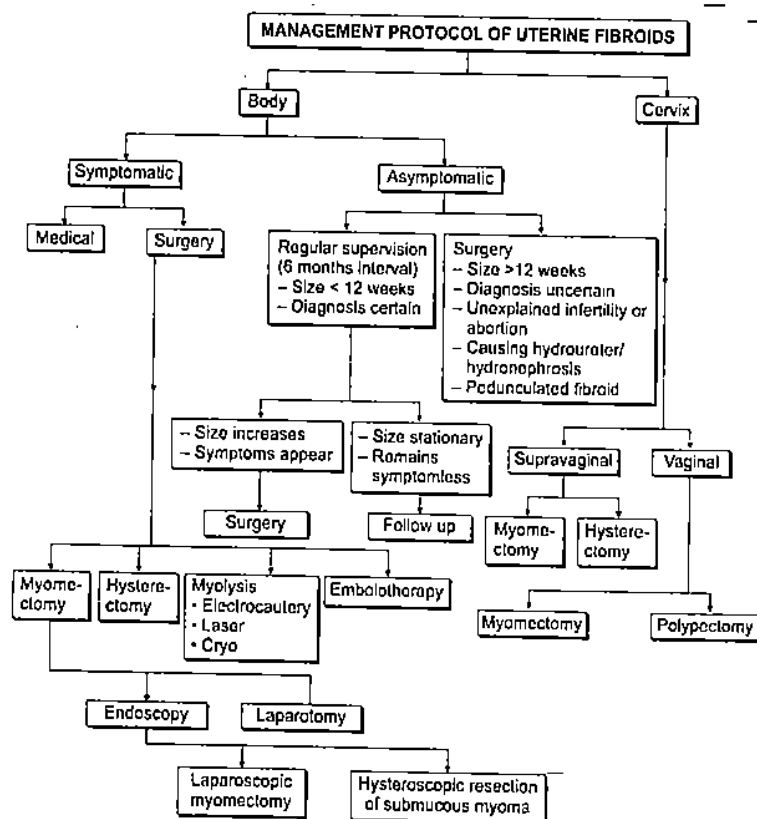 MANAGEMENT PROTOCOL OF UTERINE FIBROIDS
Body
Cervix
Symptomatic
Asymptomatic
Medical
Surgery
Regular supervision
(6 months interval)
– Size < 12 weeks
– Diagnosis certain
Surgery
– Size >12 weeks
– Diagnosis uncertain
– Unexplained infertility or
abortion
– Causing hydroureter/
hydronephrosis
– Pedunculated fibroid
– Size increases
– Symptoms appear
– Size stationary
– Remains
symptomless
Supravaginal
Vaginal
Surgery
Follow up
Myome-
ctomy
Hystere-
ctomy
Myome-
ctomy
Hystere-
ctomy
Myolysis
• Electrocautery
• Laser
• Cryo
Embolotherapy
Myomectomy
Polypectomy
Endoscopy
Laparotomy
Laparoscopic
myomectomy
Hysteroscopic resection
of submucous myoma